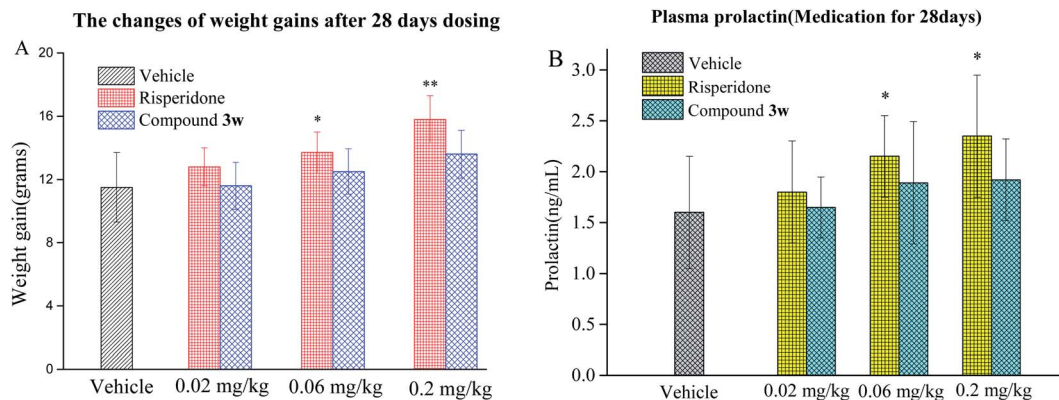 The changes of weight gains after 28 days dosing
A
Weight gain(grams)
20
16
12
8
4
0
Vehicle
Risperidone
Compound 3w
*
**
Vehicle
0.02 mg/kg
0.06 mg/kg
0.2 mg/kg
Plasma prolactin(Medication for 28days)
B
Prolactin(ng/mL)
3.0
2.5
2.0
1.5
1.0
0.5
0.0
Vehicle
Risperidone
Compound 3w
*
*
Vehicle
0.02 mg/kg
0.06 mg/kg
0.2 mg/kg